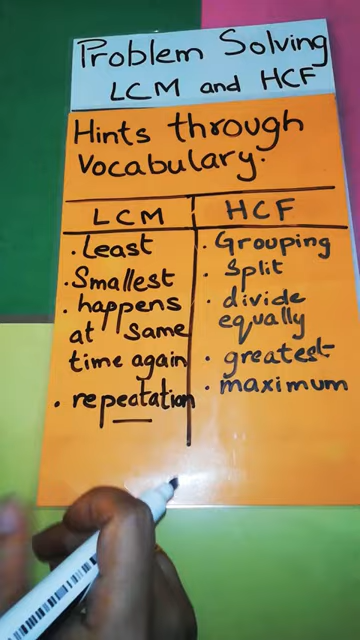 Problem Solving
LCM and HCF
Hints through
Vocabulary.
LCM
HCF
· Least
· Smallest
· happens
at same
time again
· repeatation
· Grouping
· Split
· divide
equally
· greatest
· maximum